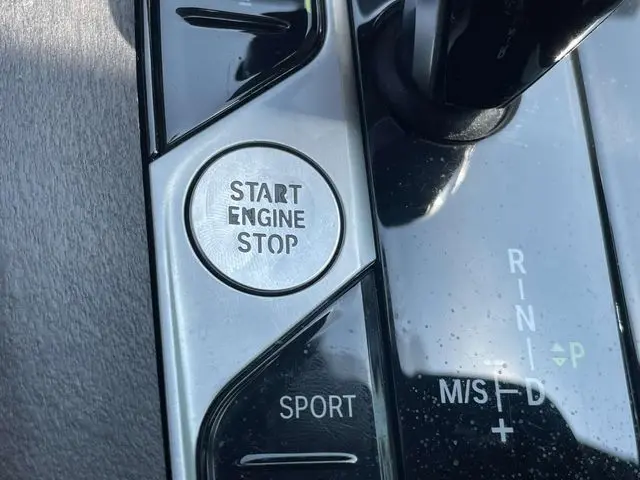 START
ENGINE
STOP
SPORT
R
N
P
M/S D
+